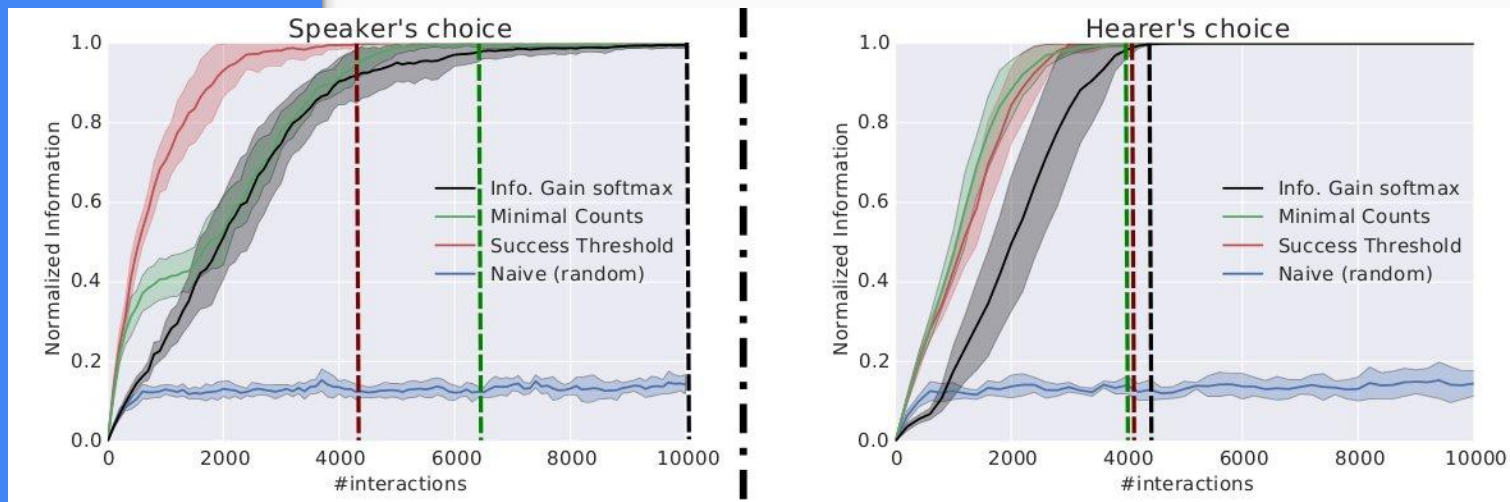 Speaker's choice
1.0
0.8
0.6
0.4
0.2
0.0
Normalized Information
Info. Gain softmax
Minimal Counts
Success Threshold
Naive (random)
0 2000 4000 6000 8000 10000
#interactions
Hearer's choice
1.0
0.8
0.6
0.4
0.2
0.0
Normalized Information
Info. Gain softmax
Minimal Counts
Success Threshold
Naive (random)
0 2000 4000 6000 8000 10000
#interactions